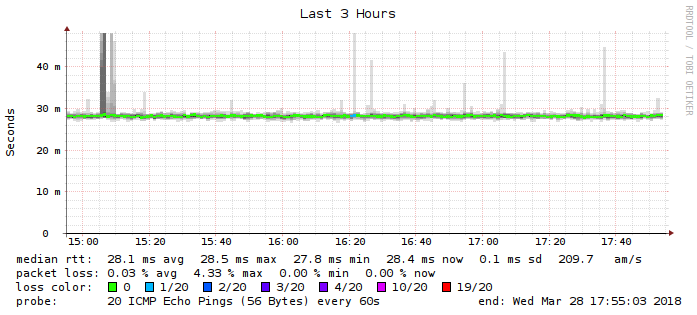 Last 3 Hours
RRDTOOL / TOBI OETIKER
Seconds
40 m
30 m
20 m
10 m
0
15:00 15:20 15:40 16:00 16:20 16:40 17:00 17:20 17:40
median rtt: 28.1 ms avg 28.5 ms max 27.8 ms min 28.4 ms now 0.1 ms sd 209.7 am/s
packet loss: 0.03 % avg 4.33 % max 0.00 % min 0.00 % now
loss color: 0 1/20 2/20 3/20 4/20 10/20 19/20
probe: 20 ICMP Echo Pings (56 Bytes) every 60s end: Wed Mar 28 17:55:03 2018